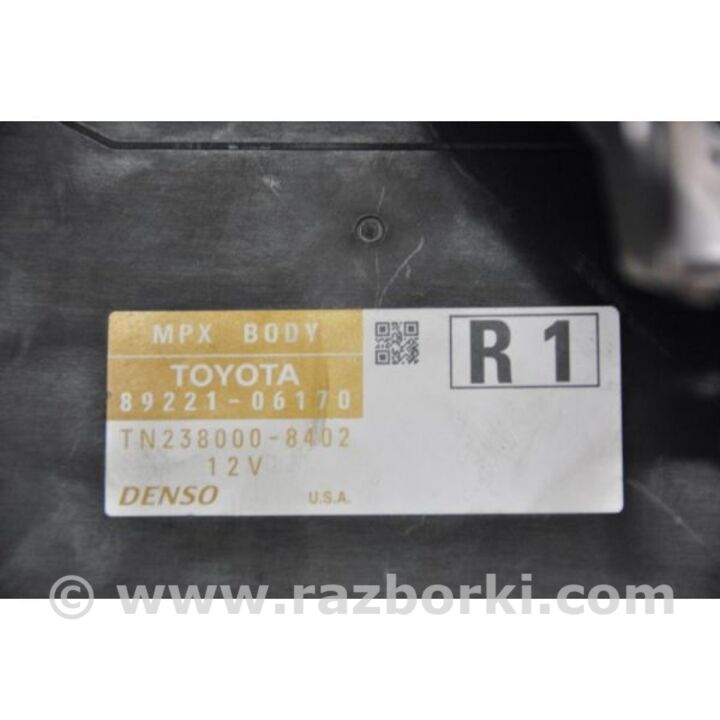 MPX BODY
TOYOTA
89221-06170
TN238000-8402
12V
DENSO
U.S.A.
R1
© www.razborki.com